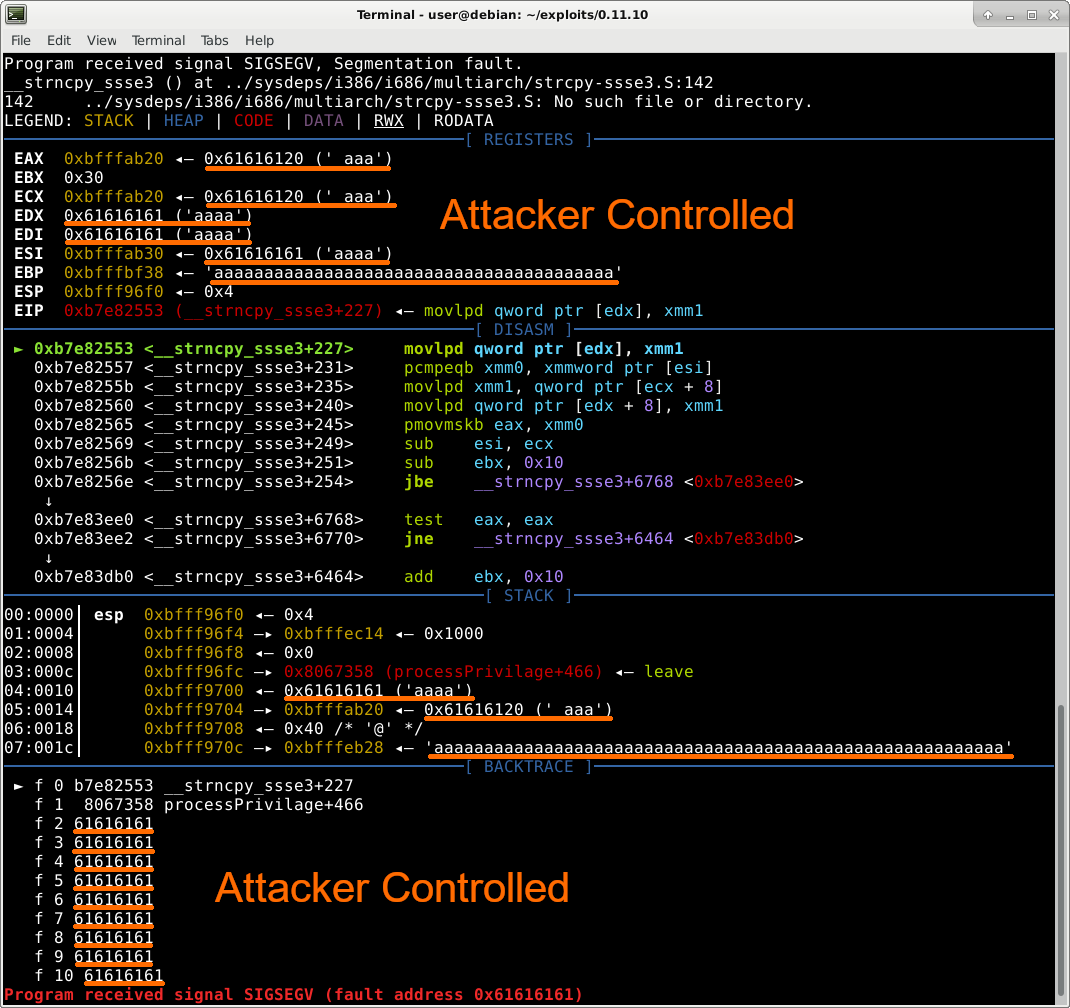 Terminal - user@debian: ~/exploits/0.11.10
File Edit View Terminal Tabs Help
Program received signal SIGSEGV, Segmentation fault.
__strncpy_ssse3 () at ../sysdeps/i386/i686/multiarch/strcpy-ssse3.S:142
142 ../sysdeps/i386/i686/multiarch/strcpy-ssse3.S: No such file or directory.
LEGEND: STACK | HEAP | CODE | DATA | RWX | RODATA
[ REGISTERS ]
EAX 0xbfffab20 ◂— 0x61616120 (' aaa')
EBX 0x30
ECX 0xbfffab20 ◂— 0x61616120 (' aaa')
EDX 0x61616161 ('aaaa')
Attacker Controlled
EDI 0x61616161 ('aaaa')
ESI 0xbfffab30 ◂— 0x61616161 ('aaaa')
EBP 0xbfffbf38 ◂— 'aaaaaaaaaaaaaaaaaaaaaaaaaaaaaaaaaaaaaaaa'
ESP 0xbfff96f0 ◂— 0x4
EIP 0xb7e82553 (__strncpy_ssse3+227) ◂— movlpd qword ptr [edx], xmm1
[ DISASM ]
► 0xb7e82553 <__strncpy_ssse3+227> movlpd qword ptr [edx], xmm1
0xb7e82557 <__strncpy_ssse3+231> pcmpeqb xmm0, xmmword ptr [esi]
0xb7e8255b <__strncpy_ssse3+235> movlpd xmm1, qword ptr [ecx + 8]
0xb7e82560 <__strncpy_ssse3+240> movlpd qword ptr [edx + 8], xmm1
0xb7e82565 <__strncpy_ssse3+245> pmovmskb eax, xmm0
0xb7e82569 <__strncpy_ssse3+249> sub esi, ecx
0xb7e8256b <__strncpy_ssse3+251> sub ebx, 0x10
0xb7e8256e <__strncpy_ssse3+254> jbe __strncpy_ssse3+6768 <0xb7e83ee0>
↓
0xb7e83ee0 <__strncpy_ssse3+6768> test eax, eax
0xb7e83ee2 <__strncpy_ssse3+6770> jne __strncpy_ssse3+6464 <0xb7e83db0>
↓
0xb7e83db0 <__strncpy_ssse3+6464> add ebx, 0x10
[ STACK ]
00:0000│ esp 0xbfff96f0 ◂— 0x4
01:0004│ 0xbfff96f4 —▸ 0xbfffec14 ◂— 0x1000
02:0008│ 0xbfff96f8 ◂— 0x0
03:000c│ 0xbfff96fc —▸ 0x8067358 (processPrivilage+466) ◂— leave
04:0010│ 0xbfff9700 ◂— 0x61616161 ('aaaa')
05:0014│ 0xbfff9704 —▸ 0xbfffab20 ◂— 0x61616120 (' aaa')
06:0018│ 0xbfff9708 ◂— 0x40 /* '@' */
07:001c│ 0xbfff970c —▸ 0xbfffeb28 ◂— 'aaaaaaaaaaaaaaaaaaaaaaaaaaaaaaaaaaaaaaaaaaaaaaaaaaaaaaaaa'
[ BACKTRACE ]
► f 0 b7e82553 __strncpy_ssse3+227
f 1 8067358 processPrivilage+466
f 2 61616161
f 3 61616161
f 4 61616161
f 5 61616161
Attacker Controlled
f 6 61616161
f 7 61616161
f 8 61616161
f 9 61616161
f 10 61616161
Program received signal SIGSEGV (fault address 0x61616161)